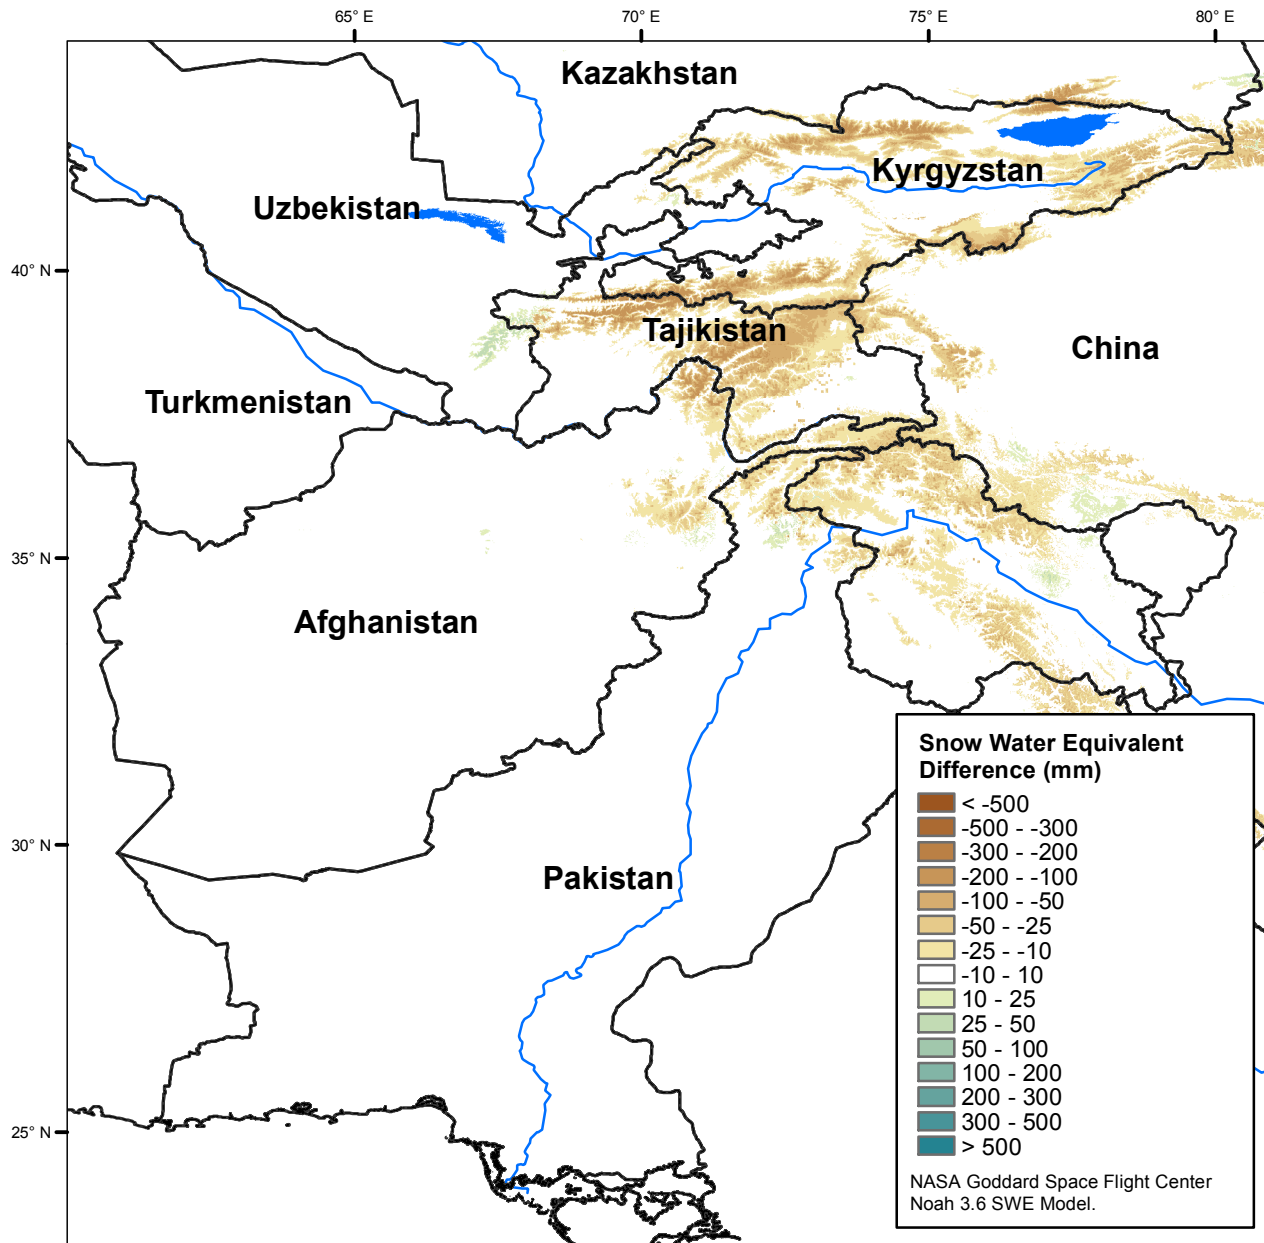 65° E
70° E
75° E
80° E
Kazakhstan
Kyrgyzstan
Uzbekistan
40° N
Tajikistan
China
Turkmenistan
35° N
Afghanistan
Snow Water Equivalent
Difference (mm)
< -500
-500 - -300
-300 - -200
-200 - -100
-100 - -50
-50 - -25
-25 - -10
-10 - 10
10 - 25
25 - 50
50 - 100
100 - 200
200 - 300
300 - 500
> 500
NASA Goddard Space Flight Center
Noah 3.6 SWE Model.
30° N
Pakistan
25° N